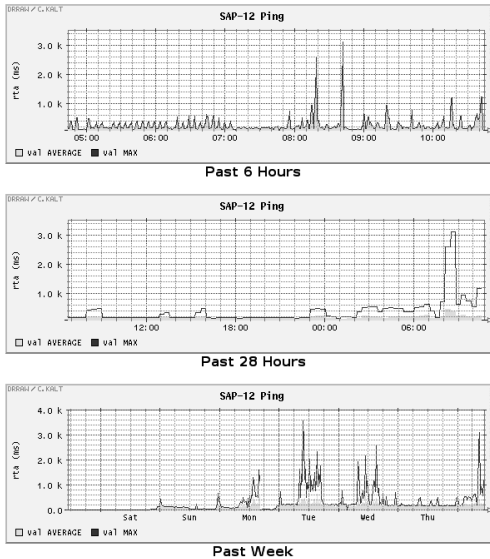 DRRAW / C.KALT
SAP-12 Ping
rta (ms)
3.0 k
2.0 k
1.0 k
05:00 06:00 07:00 08:00 09:00 10:00
val AVERAGE val MAX
Past 6 Hours
DRRAW / C.KALT
SAP-12 Ping
rta (ms)
3.0 k
2.0 k
1.0 k
12:00 18:00 00:00 06:00
val AVERAGE val MAX
Past 28 Hours
DRRAW / C.KALT
SAP-12 Ping
rta (ms)
4.0 k
3.0 k
2.0 k
1.0 k
0.0
Sat Sun Mon Tue Wed Thu
val AVERAGE val MAX
Past Week